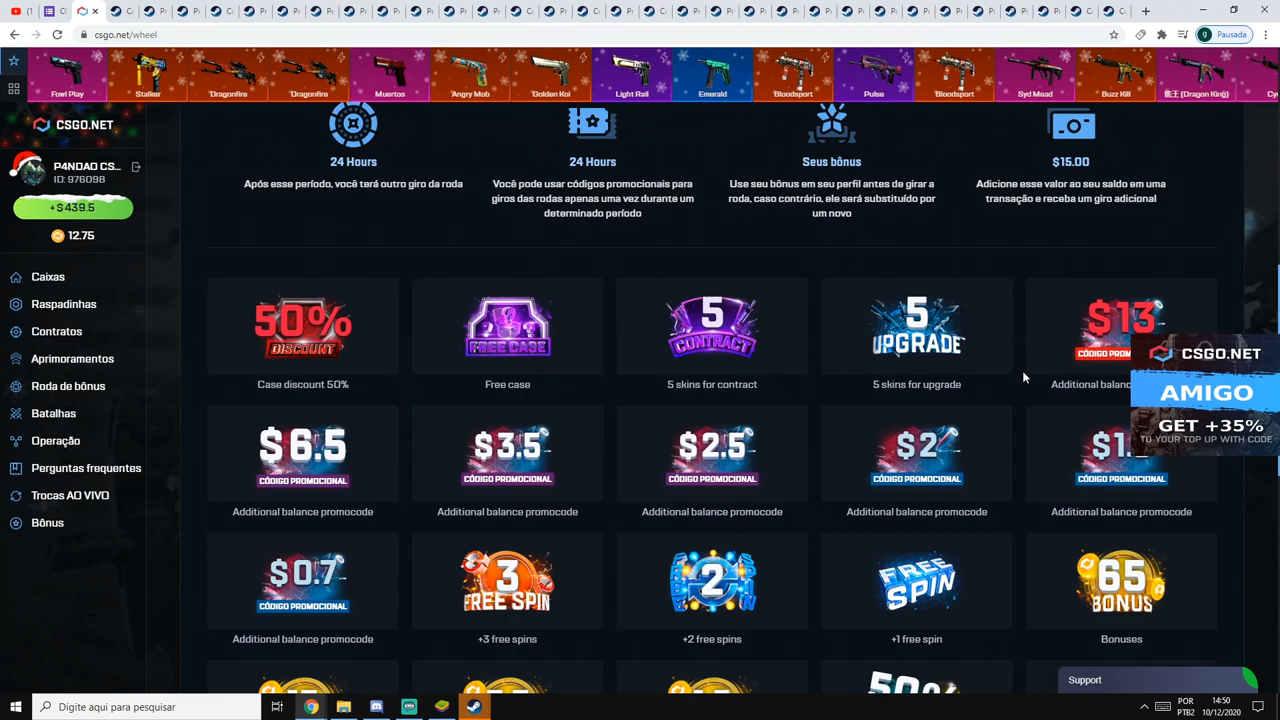 csgo.net/wheel
Pausada
Fowl Play
Stalker
Dragonfire
Dragonfire
Muertos
Angry Mob
Golden Koi
Light Rail
Emerald
Bloodsport
Pulse
Bloodsport
Syd Mead
Buzz Kill
(Dragon King)
CSGO.NET
P4NDAO CS...
ID: 976098
+$439.5
12.75
Caixas
Raspadinhas
Contratos
Aprimoramentos
Roda de bônus
Batalhas
Operação
Perguntas frequentes
Trocas AO VIVO
Bônus
24 Hours
Após esse período, você terá outro giro da roda
24 Hours
Você pode usar códigos promocionais para
giros das rodas apenas uma vez durante um
determinado período
Seus bônus
Use seu bônus em seu perfil antes de girar a
roda, caso contrário, ele será substituído por
um novo
$15.00
Adicione esse valor ao seu saldo em uma
transação e receba um giro adicional
50%
DISCOUNT
Case discount 50%
?
FREE CASE
Free case
5
CONTRACT
5 skins for contract
5
UPGRADE
5 skins for upgrade
$13
CÓDIGO
Additional
CSGO.NET
AMIGO
GET +35%
TO YOUR TOP UP WITH CODE
$6.5
CÓDIGO PROMOCIONAL
Additional balance promocode
$3.5
CÓDIGO PROMOCIONAL
Additional balance promocode
$2.5
CÓDIGO PROMOCIONAL
Additional balance promocode
$2
CÓDIGO PROMOCIONAL
Additional balance promocode
CÓDIGO PROMOCIONAL
Additional balance promocode
$0.7
CÓDIGO PROMOCIONAL
Additional balance promocode
3
FREE SPIN
+3 free spins
2
+2 free spins
FREE
SPIN
+1 free spin
65
BONUS
Bonuses
50%
Support
Digite aqui para pesquisar
POR
PTB2
14:50
10/12/2020